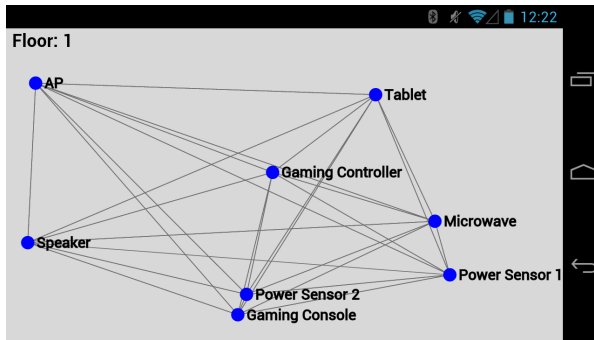 12:22
Floor: 1
AP
Tablet
Gaming Controller
Microwave
Speaker
Power Sensor 1
Power Sensor 2
Gaming Console